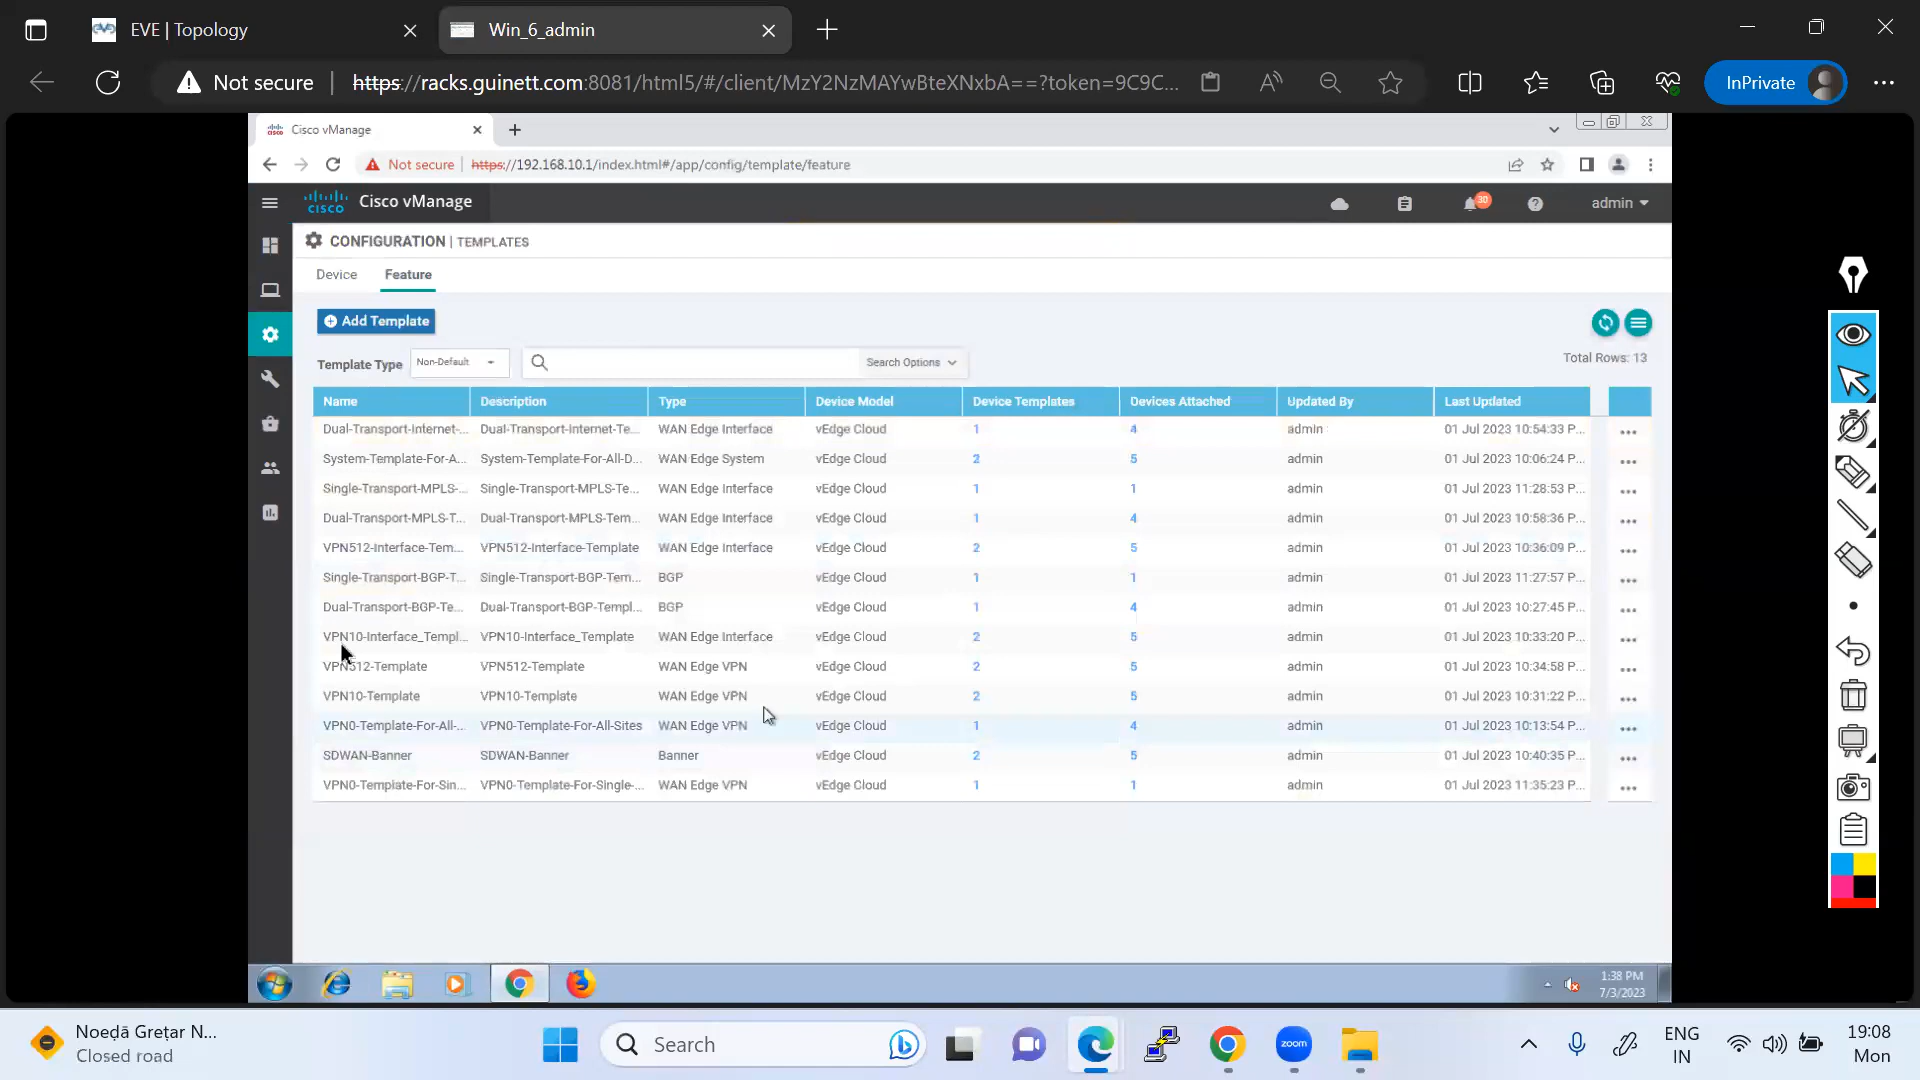 EVE | Topology
Win_6_admin
Not secure
https://racks.guinett.com:8081/html5/#/client/MzY2NzMAYwBteXNxbA==?token=9C9C...
InPrivate
Cisco vManage
Not secure
https://192.168.10.1/index.html#/app/config/template/feature
cisco
Cisco vManage
30
admin
CONFIGURATION | TEMPLATES
Device Feature
Add Template
Template Type Non-Default Search Options
Total Rows: 13
Name Description Type Device Model Device Templates Devices Attached Updated By Last Updated
Dual-Transport-Internet-... Dual-Transport-Internet-Te... WAN Edge Interface vEdge Cloud 1 4 admin 01 Jul 2023 10:54:33 P...
System-Template-For-A... System-Template-For-All-D... WAN Edge System vEdge Cloud 2 5 admin 01 Jul 2023 10:06:24 P...
Single-Transport-MPLS-... Single-Transport-MPLS-Te... WAN Edge Interface vEdge Cloud 1 1 admin 01 Jul 2023 11:28:53 P...
Dual-Transport-MPLS-T... Dual-Transport-MPLS-Tem... WAN Edge Interface vEdge Cloud 1 4 admin 01 Jul 2023 10:58:36 P...
VPN512-Interface-Tem... VPN512-Interface-Template WAN Edge Interface vEdge Cloud 2 5 admin 01 Jul 2023 10:36:09 P...
Single-Transport-BGP-T... Single-Transport-BGP-Tem... BGP vEdge Cloud 1 1 admin 01 Jul 2023 11:27:57 P...
Dual-Transport-BGP-Te... Dual-Transport-BGP-Templ... BGP vEdge Cloud 1 4 admin 01 Jul 2023 10:27:45 P...
VPN10-Interface_Templ... VPN10-Interface_Template WAN Edge Interface vEdge Cloud 2 5 admin 01 Jul 2023 10:33:20 P...
VPN512-Template VPN512-Template WAN Edge VPN vEdge Cloud 2 5 admin 01 Jul 2023 10:34:58 P...
VPN10-Template VPN10-Template WAN Edge VPN vEdge Cloud 2 5 admin 01 Jul 2023 10:31:22 P...
VPN0-Template-For-All-... VPN0-Template-For-All-Sites WAN Edge VPN vEdge Cloud 1 4 admin 01 Jul 2023 10:13:54 P...
SDWAN-Banner SDWAN-Banner Banner vEdge Cloud 2 5 admin 01 Jul 2023 10:40:35 P...
VPN0-Template-For-Sin... VPN0-Template-For-Single-... WAN Edge VPN vEdge Cloud 1 1 admin 01 Jul 2023 11:35:23 P...
1:38 PM
7/3/2023
Noeḑā Greṭar N...
Closed road
Search
zoom
ENG
IN
19:08
Mon